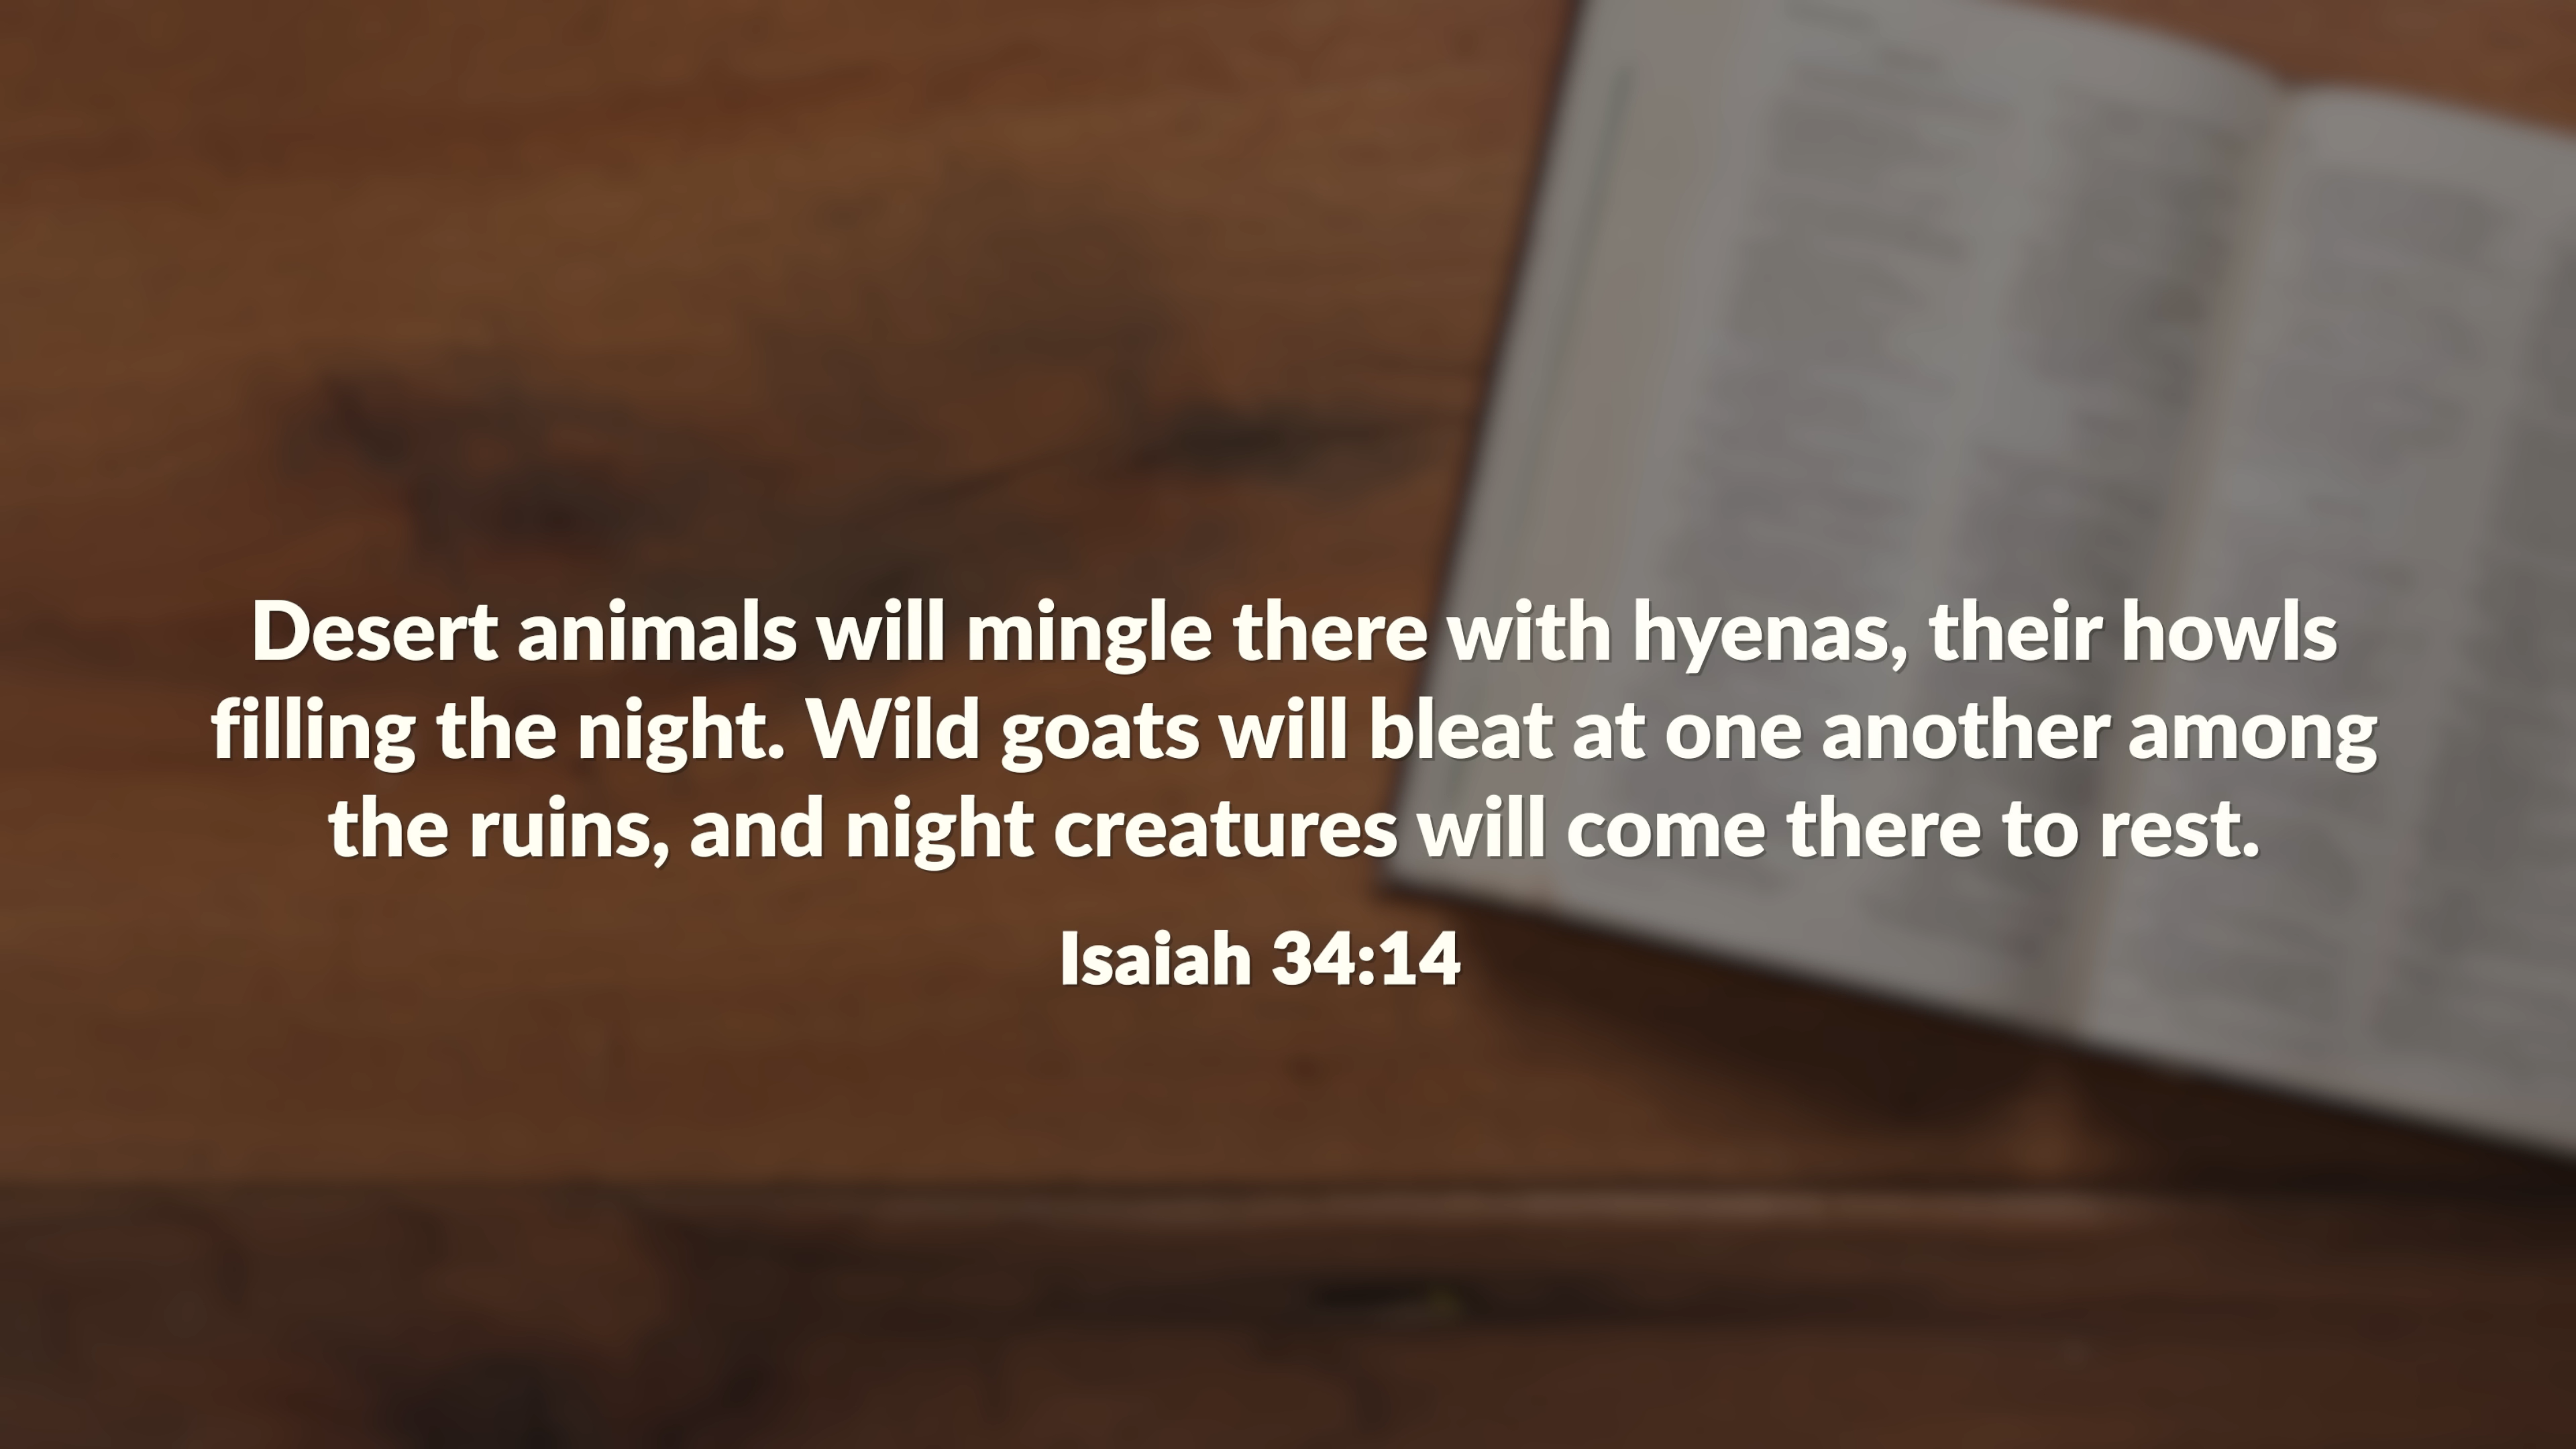 Desert animals will mingle there with hyenas, their howls
filling the night. Wild goats will bleat at one another among
the ruins, and night creatures will come there to rest.
Isaiah 34:14